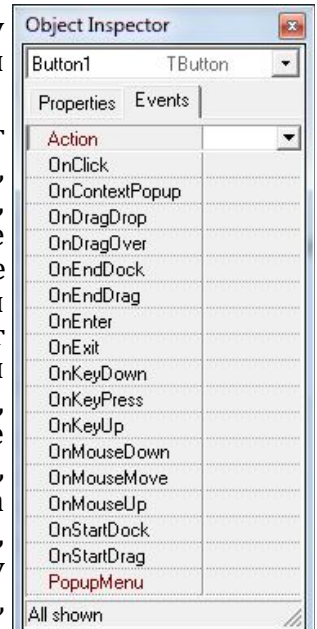 Object Inspector
Button1 TButton
Properties Events
Action
OnClick
OnContextPopup
OnDragDrop
OnDragOver
OnEndDock
OnEndDrag
OnEnter
OnExit
OnKeyDown
OnKeyPress
OnKeyUp
OnMouseDown
OnMouseMove
OnMouseUp
OnStartDock
OnStartDrag
PopupMenu
All shown